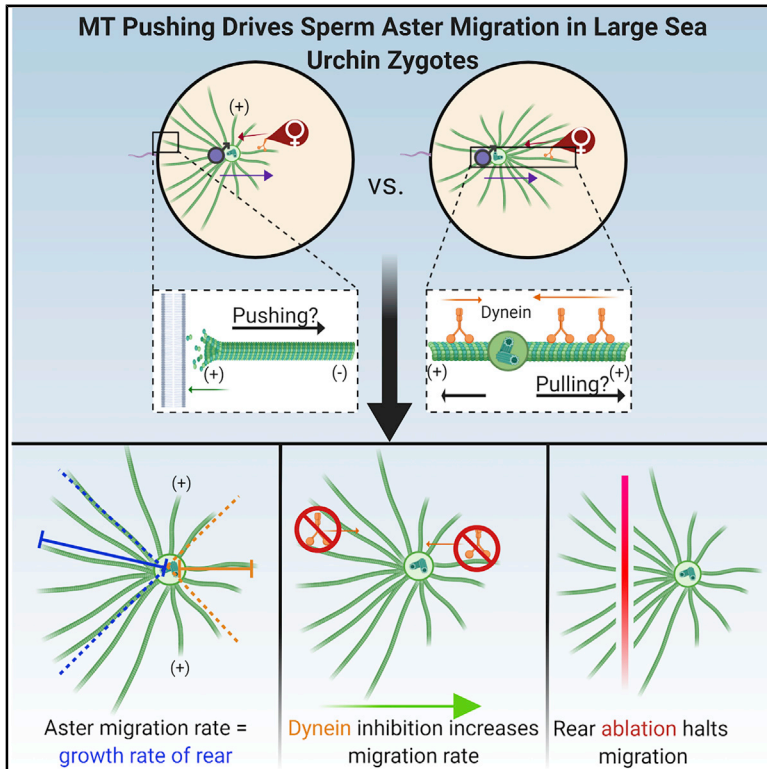 MT Pushing Drives Sperm Aster Migration in Large Sea
Urchin Zygotes
(+)
vs.
Pushing?
(+)
(-)
Dynein
(+)
(+)
Pulling?
(+)
(+)
Aster migration rate =
growth rate of rear
Dynein inhibition increases
migration rate
Rear ablation halts
migration